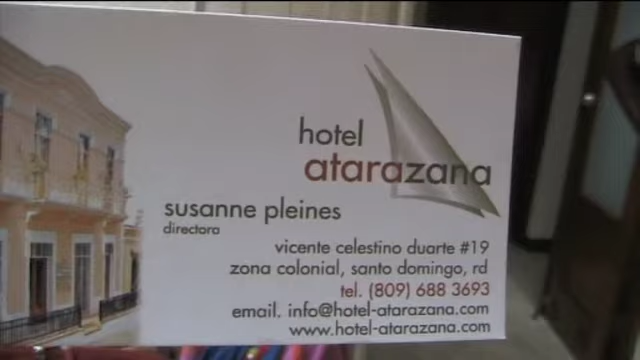 hotel
atarazana
susanne pleines
directora
vicente celestino duarte #19
zona colonial, santo domingo, rd
tel. (809) 688 3693
email. info@hotel-atarazana.com
www.hotel-atarazana.com